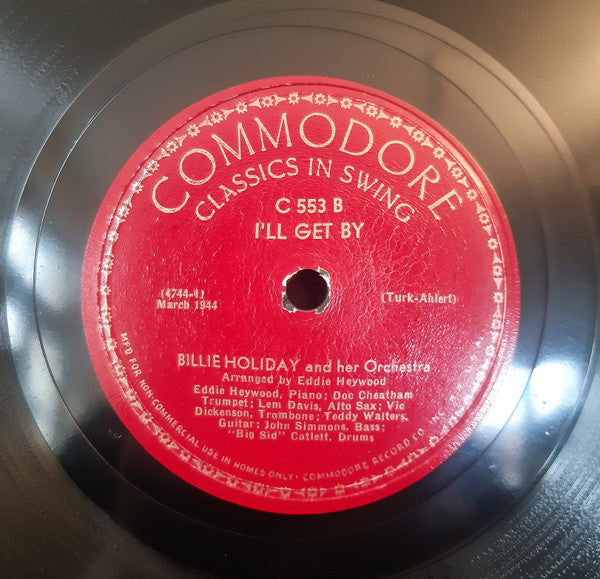 COMMODORE
CLASSICS IN SWING
C 553 B
I'LL GET BY
(4744-1)
March 1944
(Turk-Ahlert)
BILLIE HOLIDAY and her Orchestra
Arranged by Eddie Heywood
Eddie Heywood, Piano; Doc Cheatham
Trumpet; Lem Davis, Alto Sax; Vic
Dickenson, Trombone; Teddy Walters,
Guitar; John Simmons, Bass;
"Big Sid" Catlett, Drums
MFD FOR NON-COMMERCIAL USE IN HOMES ONLY · COMMODORE RECORD CO.